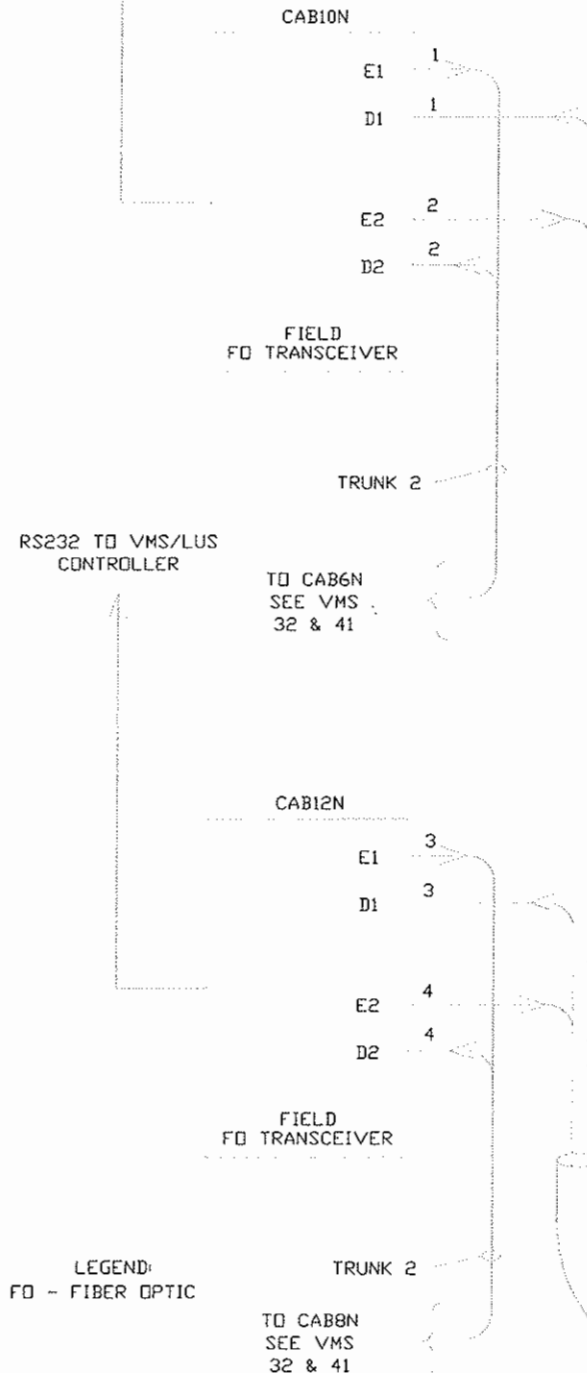 CAB10N
E1 1
D1 1
E2 2
D2 2
FIELD
FO TRANSCEIVER
TRUNK 2
RS232 TO VMS/LUS
CONTROLLER
TO CAB6N
SEE VMS
32 & 41
CAB12N
E1 3
D1 3
E2 4
D2 4
FIELD
FO TRANSCEIVER
LEGEND:
FO - FIBER OPTIC
TRUNK 2
TO CAB8N
SEE VMS
32 & 41